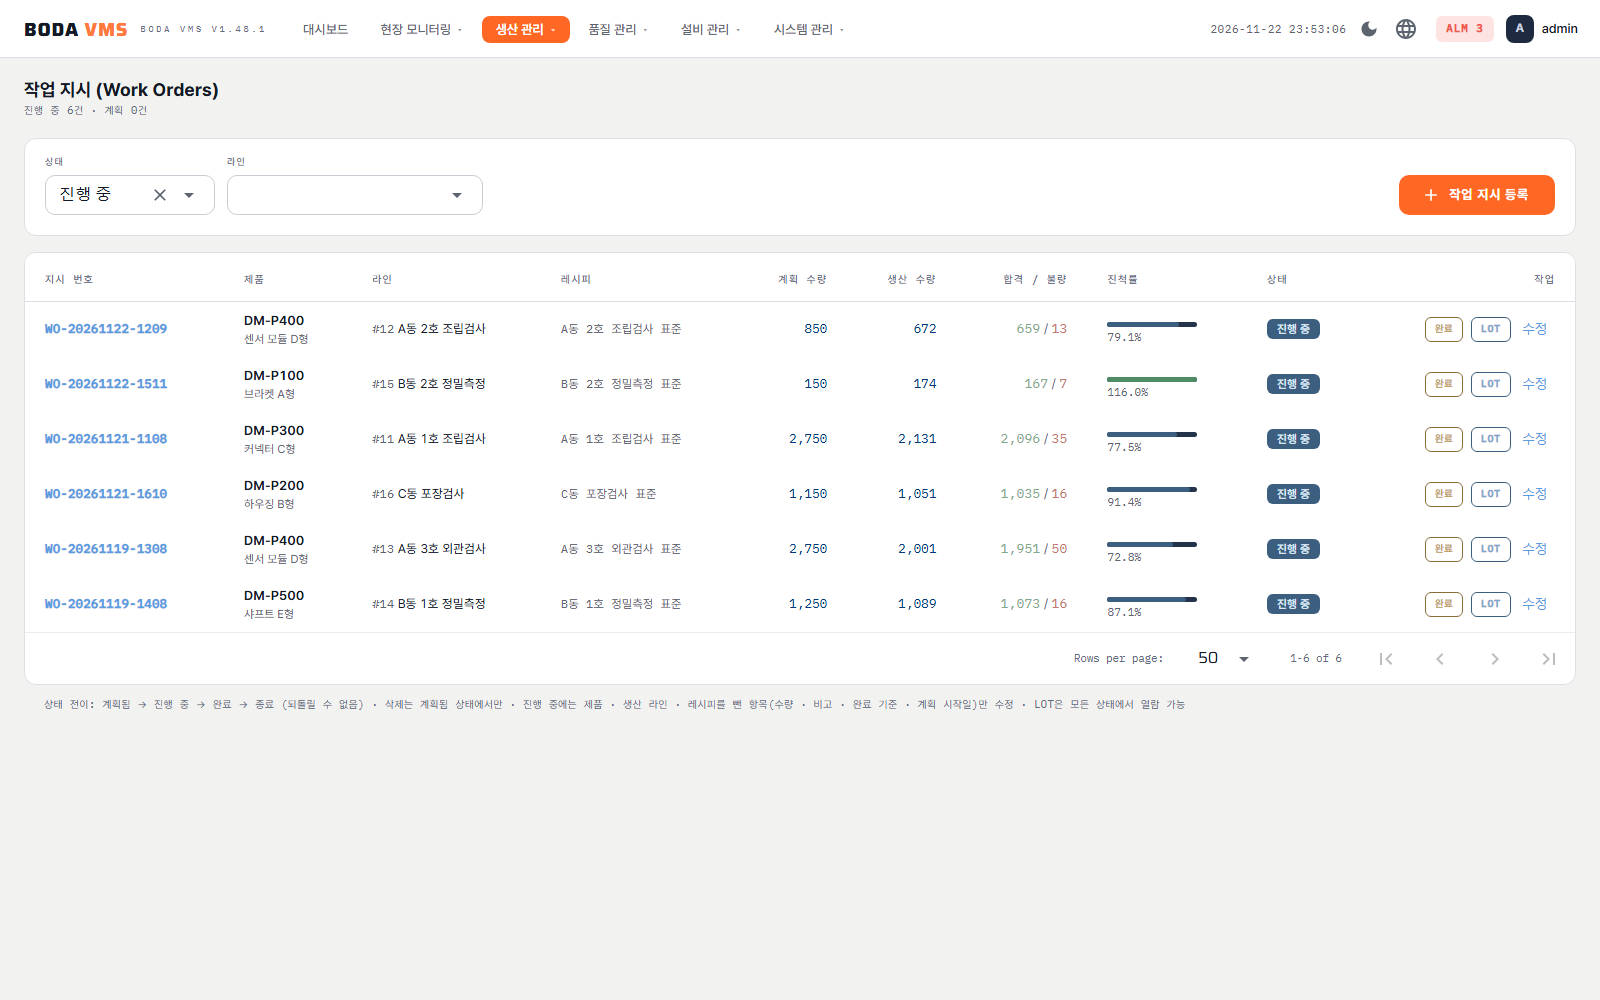 BODA VMS BODA VMS V1.48.1 대시보드 현장 모니터링 생산 관리 품질 관리 설비 관리 시스템 관리 2026-11-22 23:53:06 ALM 3 A admin
작업 지시 (Work Orders)
진행 중 6건 · 계획 0건
상태 라인
진행 중
작업 지시 등록
지시 번호 제품 라인 레시피 계획 수량 생산 수량 합격 / 불량 진척률 상태 작업
WO-20261122-1209 DM-P400 센서 모듈 D형 #12 A동 2호 조립검사 A동 2호 조립검사 표준 850 672 659 / 13 79.1% 진행 중 완료 LOT 수정
WO-20261122-1511 DM-P100 브라켓 A형 #15 B동 2호 정밀측정 B동 2호 정밀측정 표준 150 174 167 / 7 116.0% 진행 중 완료 LOT 수정
WO-20261121-1108 DM-P300 커넥터 C형 #11 A동 1호 조립검사 A동 1호 조립검사 표준 2,750 2,131 2,096 / 35 77.5% 진행 중 완료 LOT 수정
WO-20261121-1610 DM-P200 하우징 B형 #16 C동 포장검사 C동 포장검사 표준 1,150 1,051 1,035 / 16 91.4% 진행 중 완료 LOT 수정
WO-20261119-1308 DM-P400 센서 모듈 D형 #13 A동 3호 외관검사 A동 3호 외관검사 표준 2,750 2,001 1,951 / 50 72.8% 진행 중 완료 LOT 수정
WO-20261119-1408 DM-P500 샤프트 E형 #14 B동 1호 정밀측정 B동 1호 정밀측정 표준 1,250 1,089 1,073 / 16 87.1% 진행 중 완료 LOT 수정
Rows per page: 50 1-6 of 6
상태 전이: 계획됨 → 진행 중 → 완료 → 종료 (되돌릴 수 없음) · 삭제는 계획됨 상태에서만 · 진행 중에는 제품 · 생산 라인 · 레시피를 뺀 항목(수량 · 비고 · 완료 기준 · 계획 시작일)만 수정 · LOT은 모든 상태에서 열람 가능